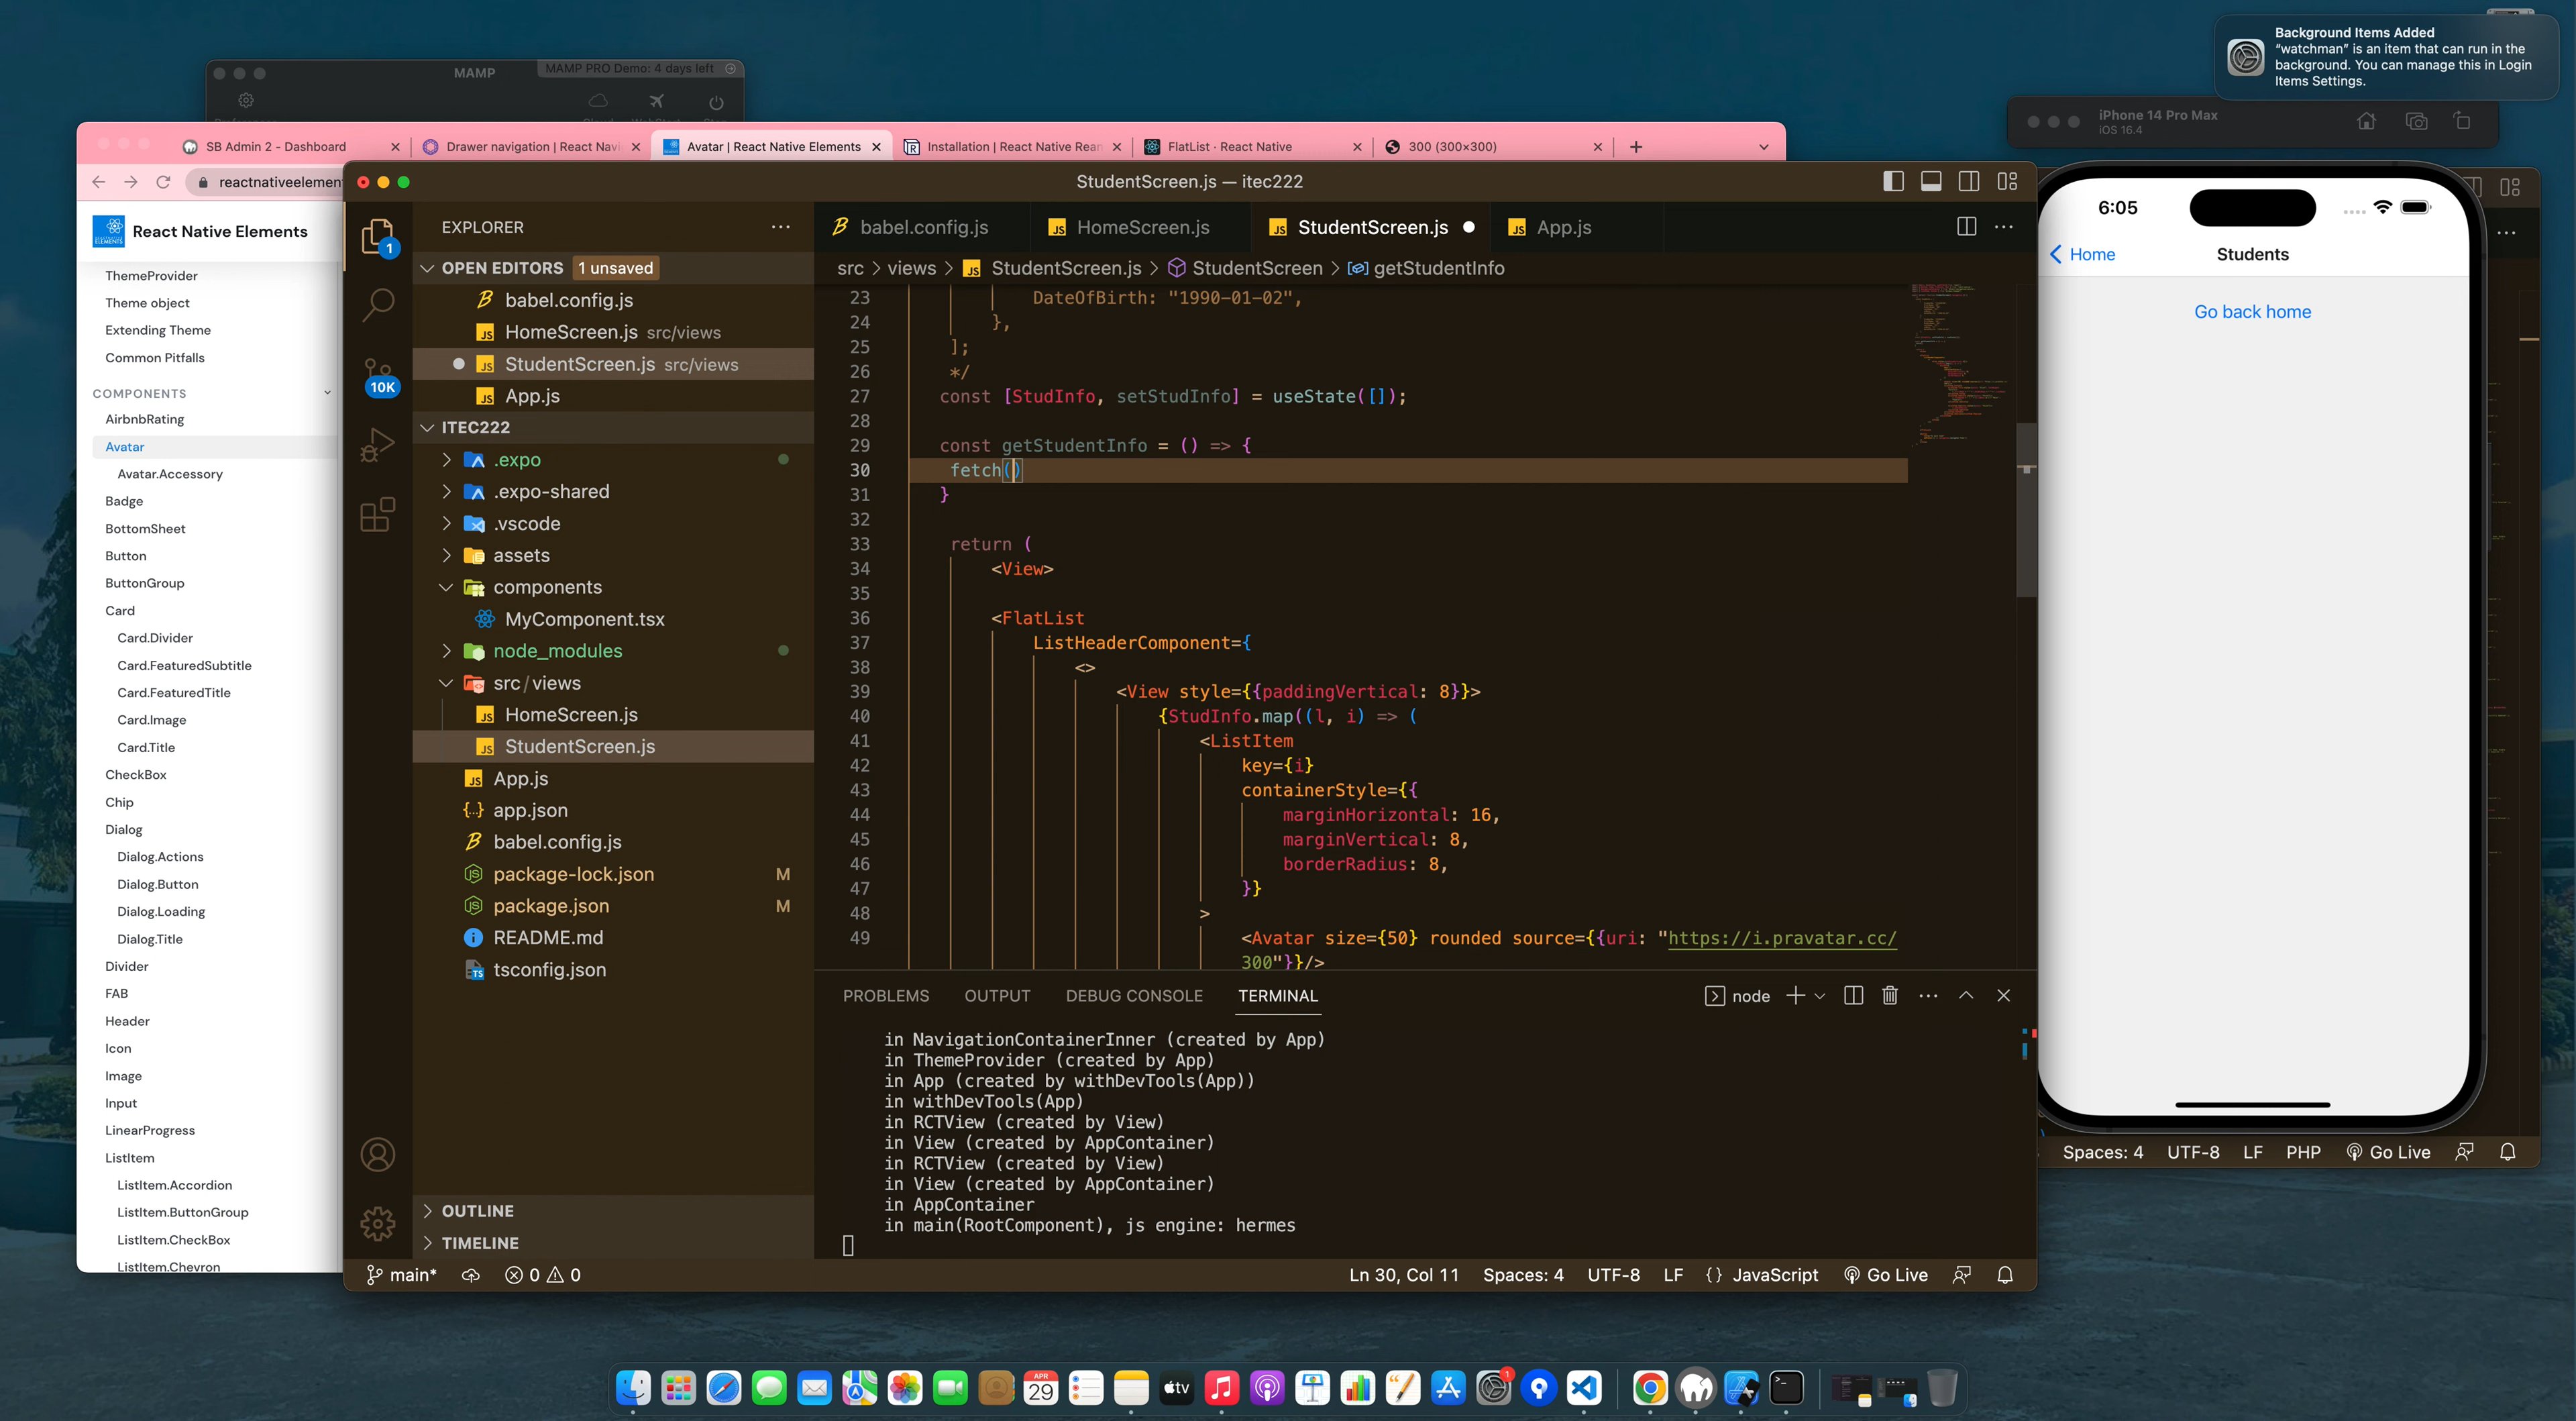 Background Items Added
“watchman” is an item that can run in the
background. You can manage this in Login
Items Settings.
MAMP
MAMP PRO Demo: 4 days left
iPhone 14 Pro Max
iOS 16.4
SB Admin 2 - Dashboard
Drawer navigation | React Navi
Avatar | React Native Elements
Installation | React Native Rean
FlatList · React Native
300 (300×300)
reactnativeelemen
StudentScreen.js — itec222
React Native Elements
ThemeProvider
Theme object
Extending Theme
Common Pitfalls
COMPONENTS
AirbnbRating
Avatar
Avatar.Accessory
Badge
BottomSheet
Button
ButtonGroup
Card
Card.Divider
Card.FeaturedSubtitle
Card.FeaturedTitle
Card.Image
Card.Title
CheckBox
Chip
Dialog
Dialog.Actions
Dialog.Button
Dialog.Loading
Dialog.Title
Divider
FAB
Header
Icon
Image
Input
LinearProgress
ListItem
ListItem.Accordion
ListItem.ButtonGroup
ListItem.CheckBox
ListItem.Chevron
1
10K
EXPLORER
OPEN EDITORS 1 unsaved
babel.config.js
HomeScreen.js src/views
StudentScreen.js src/views
App.js
ITEC222
.expo
.expo-shared
.vscode
assets
components
MyComponent.tsx
node_modules
src/views
HomeScreen.js
StudentScreen.js
App.js
app.json
babel.config.js
package-lock.json M
package.json M
README.md
tsconfig.json
OUTLINE
TIMELINE
babel.config.js HomeScreen.js StudentScreen.js App.js
src > views > StudentScreen.js > StudentScreen > getStudentInfo
23 DateOfBirth: "1990-01-02",
24 },
25 ];
26 */
27 const [StudInfo, setStudInfo] = useState([]);
28
29 const getStudentInfo = () => {
30 fetch()
31 }
32
33 return (
34 <View>
35
36 <FlatList
37 ListHeaderComponent={
38 <>
39 <View style={{paddingVertical: 8}}>
40 {StudInfo.map((l, i) => (
41 <ListItem
42 key={i}
43 containerStyle={{
44 marginHorizontal: 16,
45 marginVertical: 8,
46 borderRadius: 8,
47 }}
48 >
49 <Avatar size={50} rounded source={{uri: "https://i.pravatar.cc/
300"}}/>
PROBLEMS OUTPUT DEBUG CONSOLE TERMINAL
node
in NavigationContainerInner (created by App)
in ThemeProvider (created by App)
in App (created by withDevTools(App))
in withDevTools(App)
in RCTView (created by View)
in View (created by AppContainer)
in RCTView (created by View)
in View (created by AppContainer)
in AppContainer
in main(RootComponent), js engine: hermes
main* 0 0
Ln 30, Col 11 Spaces: 4 UTF-8 LF {} JavaScript Go Live
6:05
Home
Students
Go back home
Spaces: 4 UTF-8 LF PHP Go Live
APR
29
tv
1